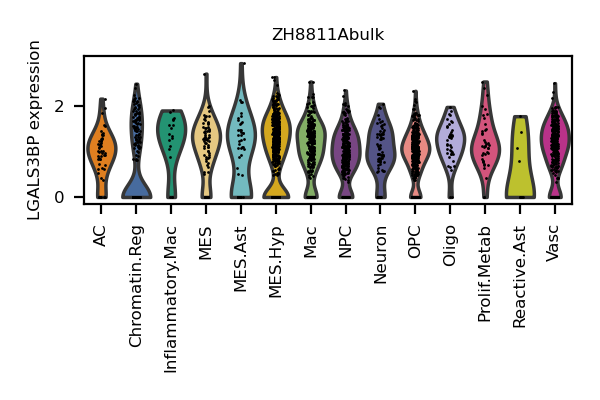 ZH8811Abulk
LGALS3BP expression
2
0
AC
Chromatin.Reg
Inflammatory.Mac
MES
MES.Ast
MES.Hyp
Mac
NPC
Neuron
OPC
Oligo
Prolif.Metab
Reactive.Ast
Vasc